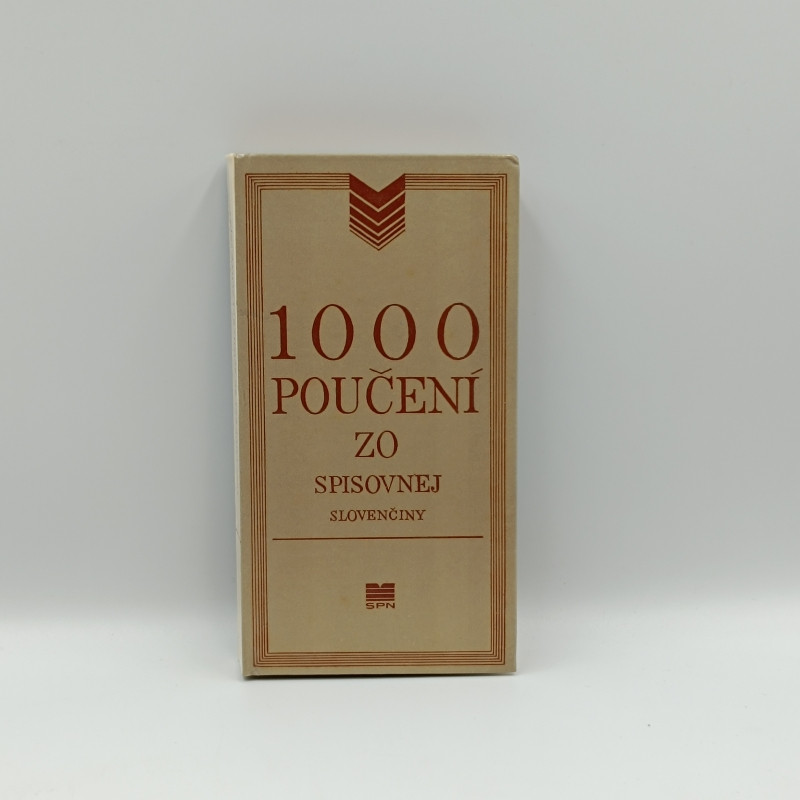 1000
POUČENÍ
ZO
SPISOVNEJ
SLOVENČINY
SPN